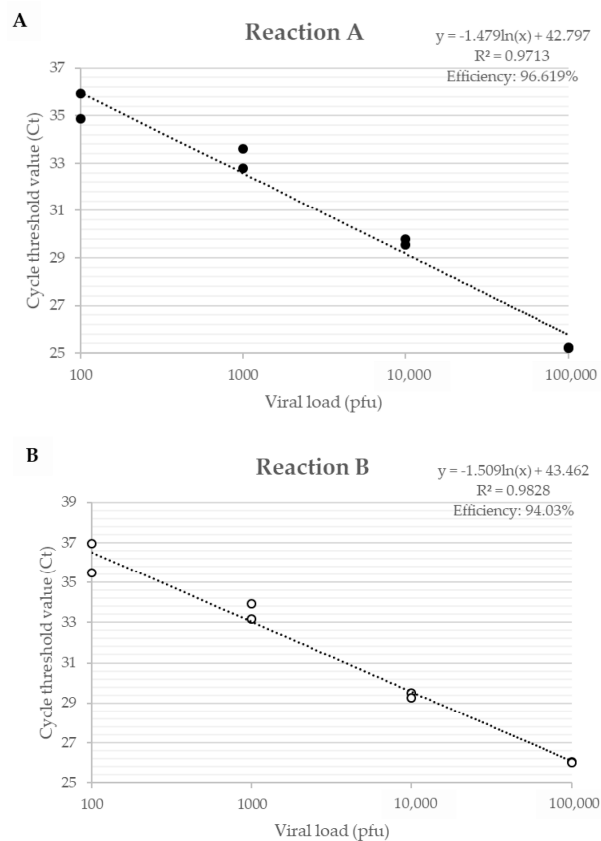 A
Reaction A
y = -1.479ln(x) + 42.797
R² = 0.9713
Efficiency: 96.619%
Cycle threshold value (Ct)
37
35
33
31
29
27
25
100
1000
10,000
100,000
Viral load (pfu)
B
Reaction B
y = -1.509ln(x) + 43.462
R² = 0.9828
Efficiency: 94.03%
Cycle threshold value (Ct)
39
37
35
33
31
29
26
25
100
1000
10,000
100,000
Viral load (pfu)